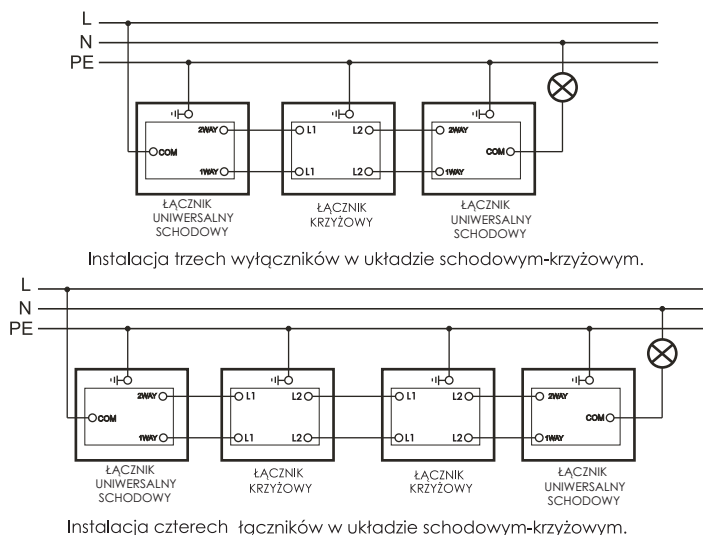 L
N
PE
2WAY L1 L2 2WAY
COM COM
1WAY L1 L2 1WAY
ŁĄCZNIK UNIWERSALNY SCHODOWY
ŁĄCZNIK KRZYŻOWY
ŁĄCZNIK UNIWERSALNY SCHODOWY
Instalacja trzech wyłączników w układzie schodowym-krzyżowym.
L
N
PE
2WAY L1 L2 L1 L2 2WAY
COM COM
1WAY L1 L2 L1 L2 1WAY
ŁĄCZNIK UNIWERSALNY SCHODOWY
ŁĄCZNIK KRZYŻOWY
ŁĄCZNIK KRZYŻOWY
ŁĄCZNIK UNIWERSALNY SCHODOWY
Instalacja czterech łączników w układzie schodowym-krzyżowym.